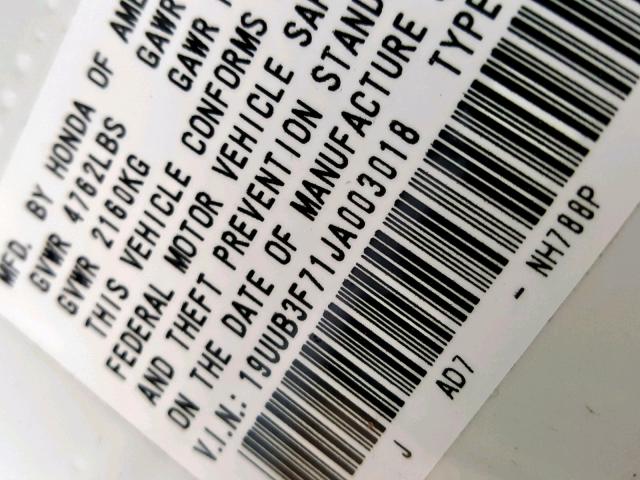 MFD. BY HONDA OF AME
GVWR 4762LBS GAWR
GVWR 2160KG GAWR
THIS VEHICLE CONFORMS
FEDERAL MOTOR VEHICLE SAF
AND THEFT PREVENTION STAND
ON THE DATE OF MANUFACTURE
V.I.N.: 19UUB3F71JA003018 TYPE
J AD7 - NH788P